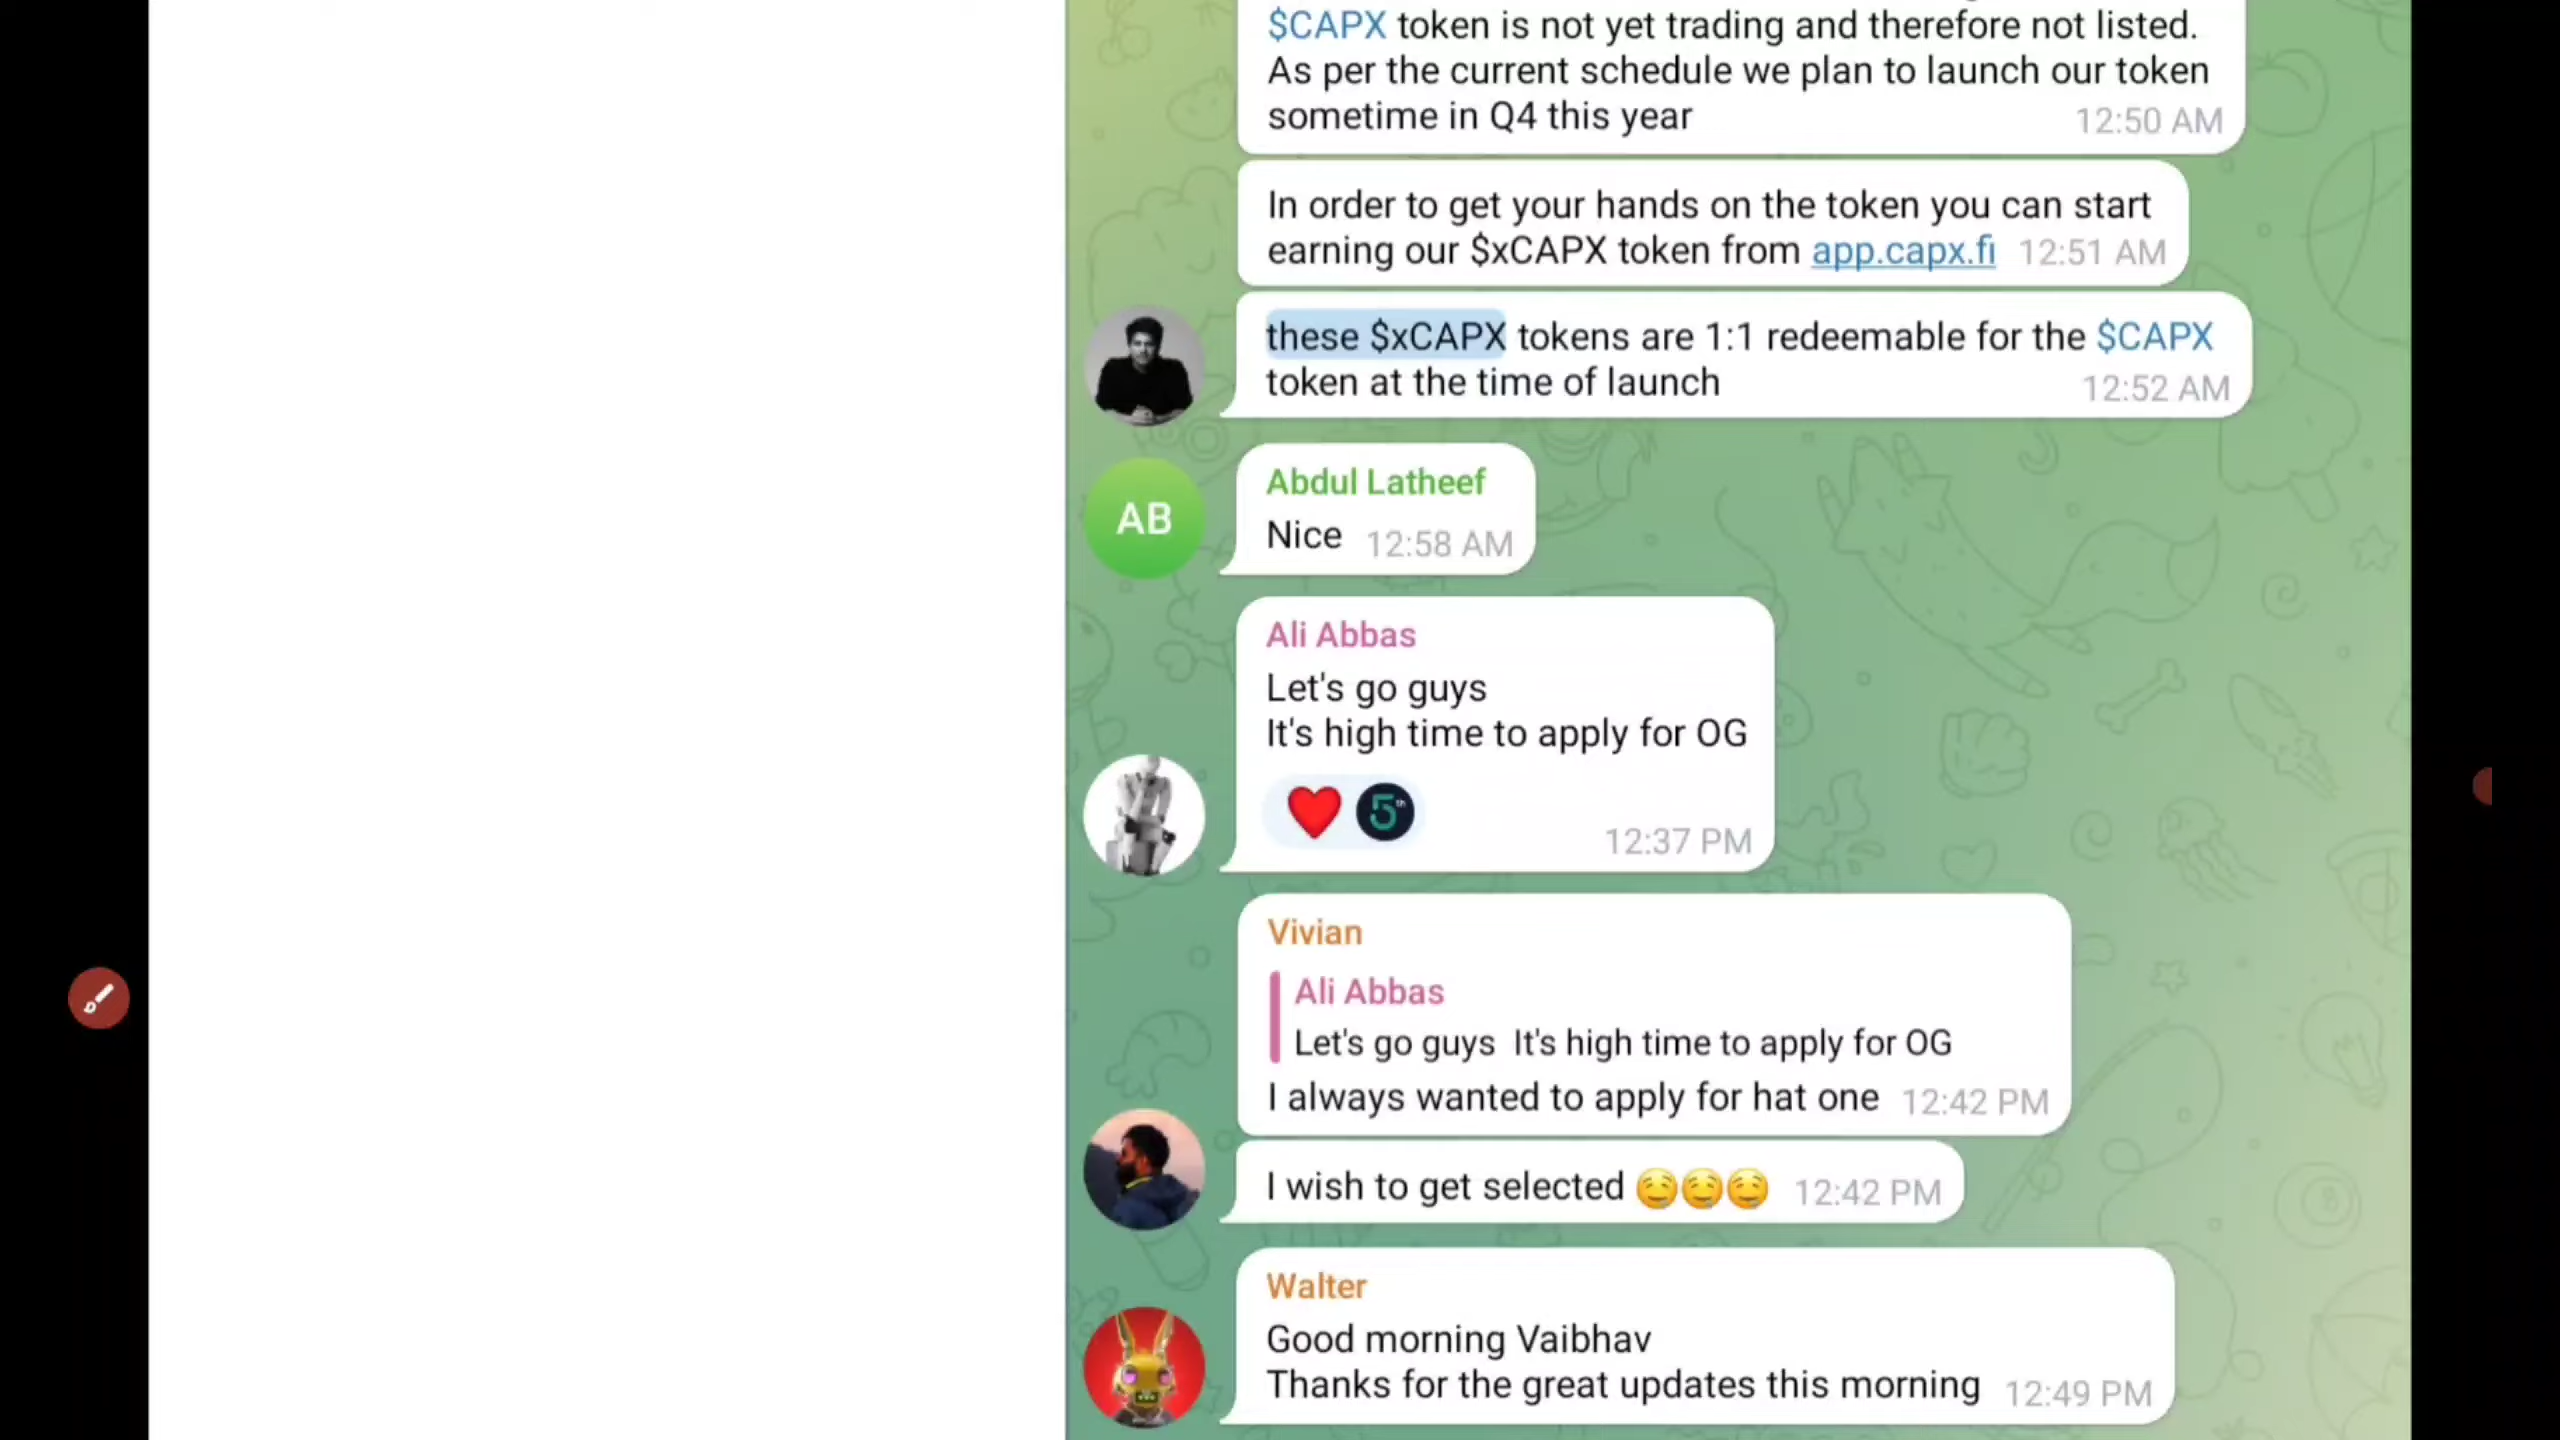 $CAPX token is not yet trading and therefore not listed.
As per the current schedule we plan to launch our token
sometime in Q4 this year 12:50 AM
In order to get your hands on the token you can start
earning our $xCAPX token from app.capx.fi 12:51 AM
these $xCAPX tokens are 1:1 redeemable for the $CAPX
token at the time of launch 12:52 AM
AB
Abdul Latheef
Nice 12:58 AM
Ali Abbas
Let's go guys
It's high time to apply for OG
5th
12:37 PM
Vivian
Ali Abbas
Let's go guys It's high time to apply for OG
I always wanted to apply for hat one 12:42 PM
I wish to get selected 🤤🤤🤤 12:42 PM
Walter
Good morning Vaibhav
Thanks for the great updates this morning 12:49 PM